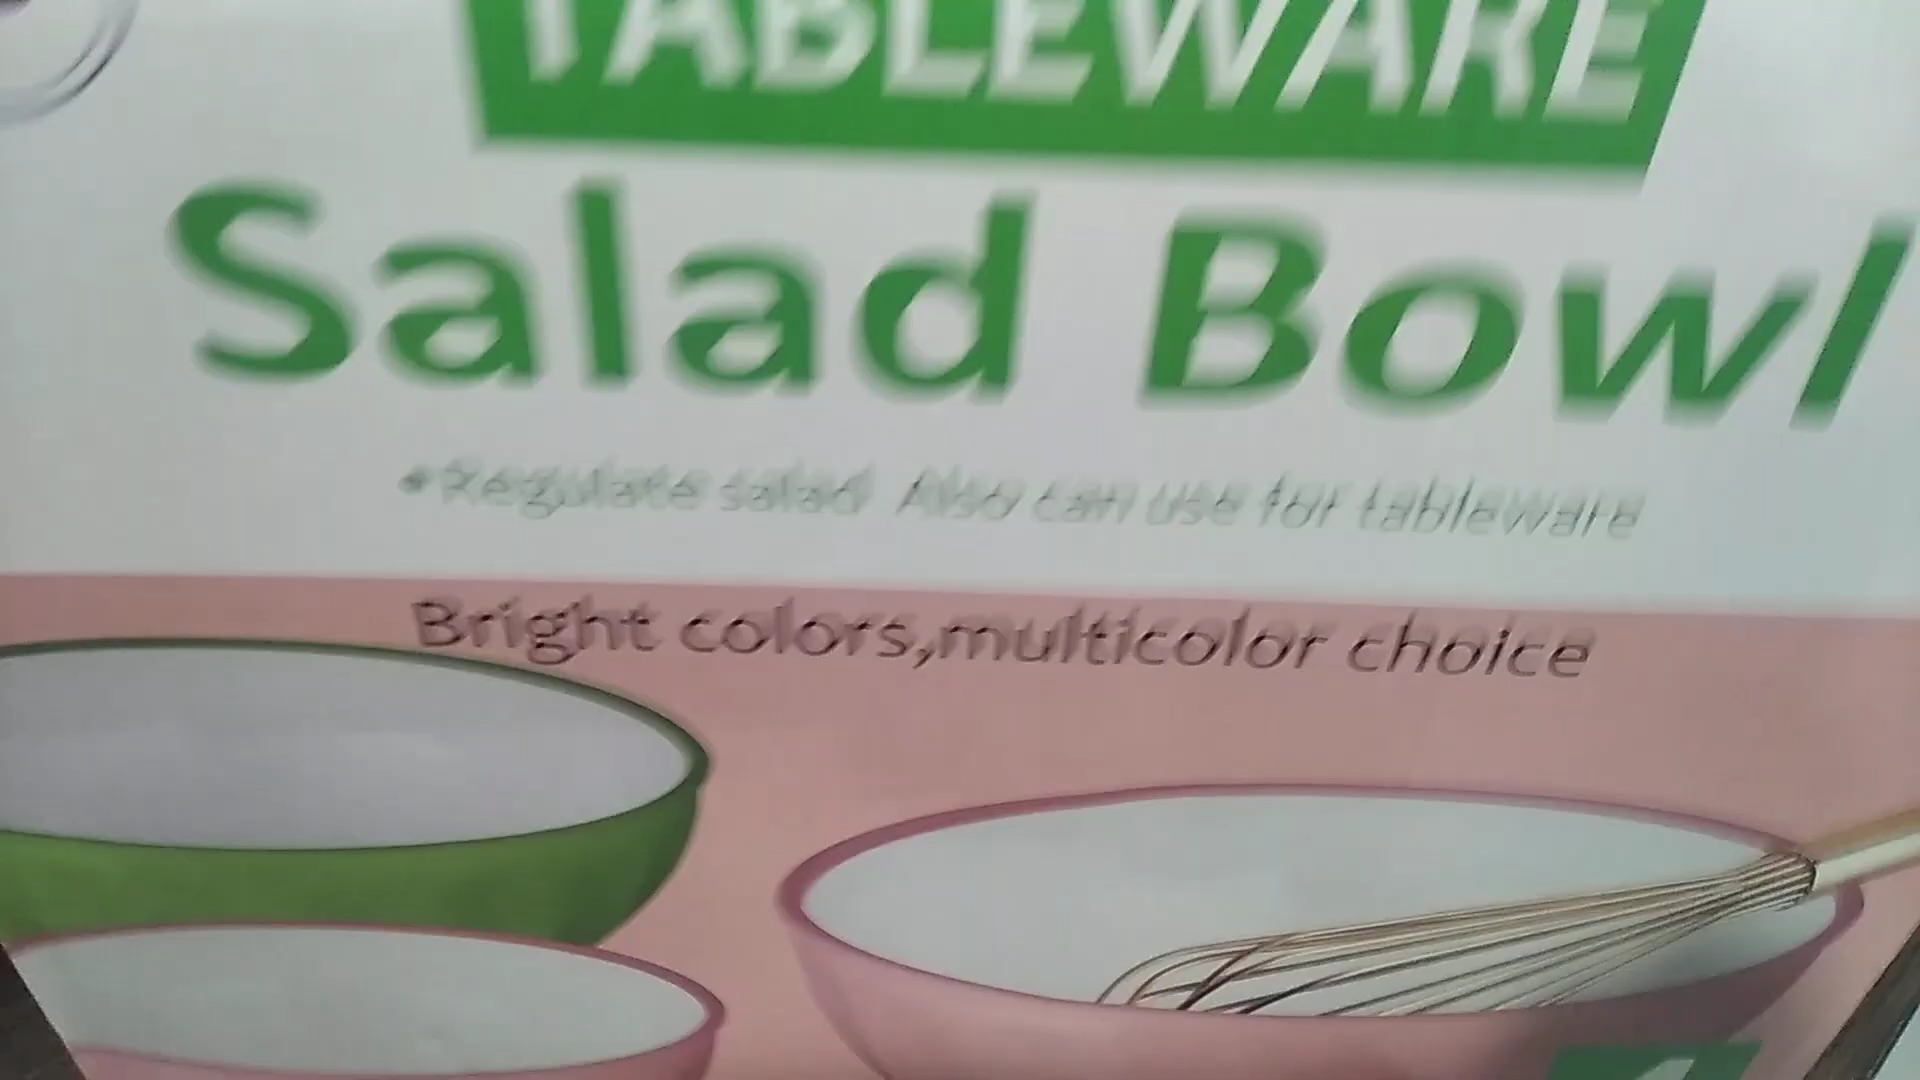 TABLEWARE
Salad Bowl
•Regulate salad Also can use for tableware
Bright colors,multicolor choice